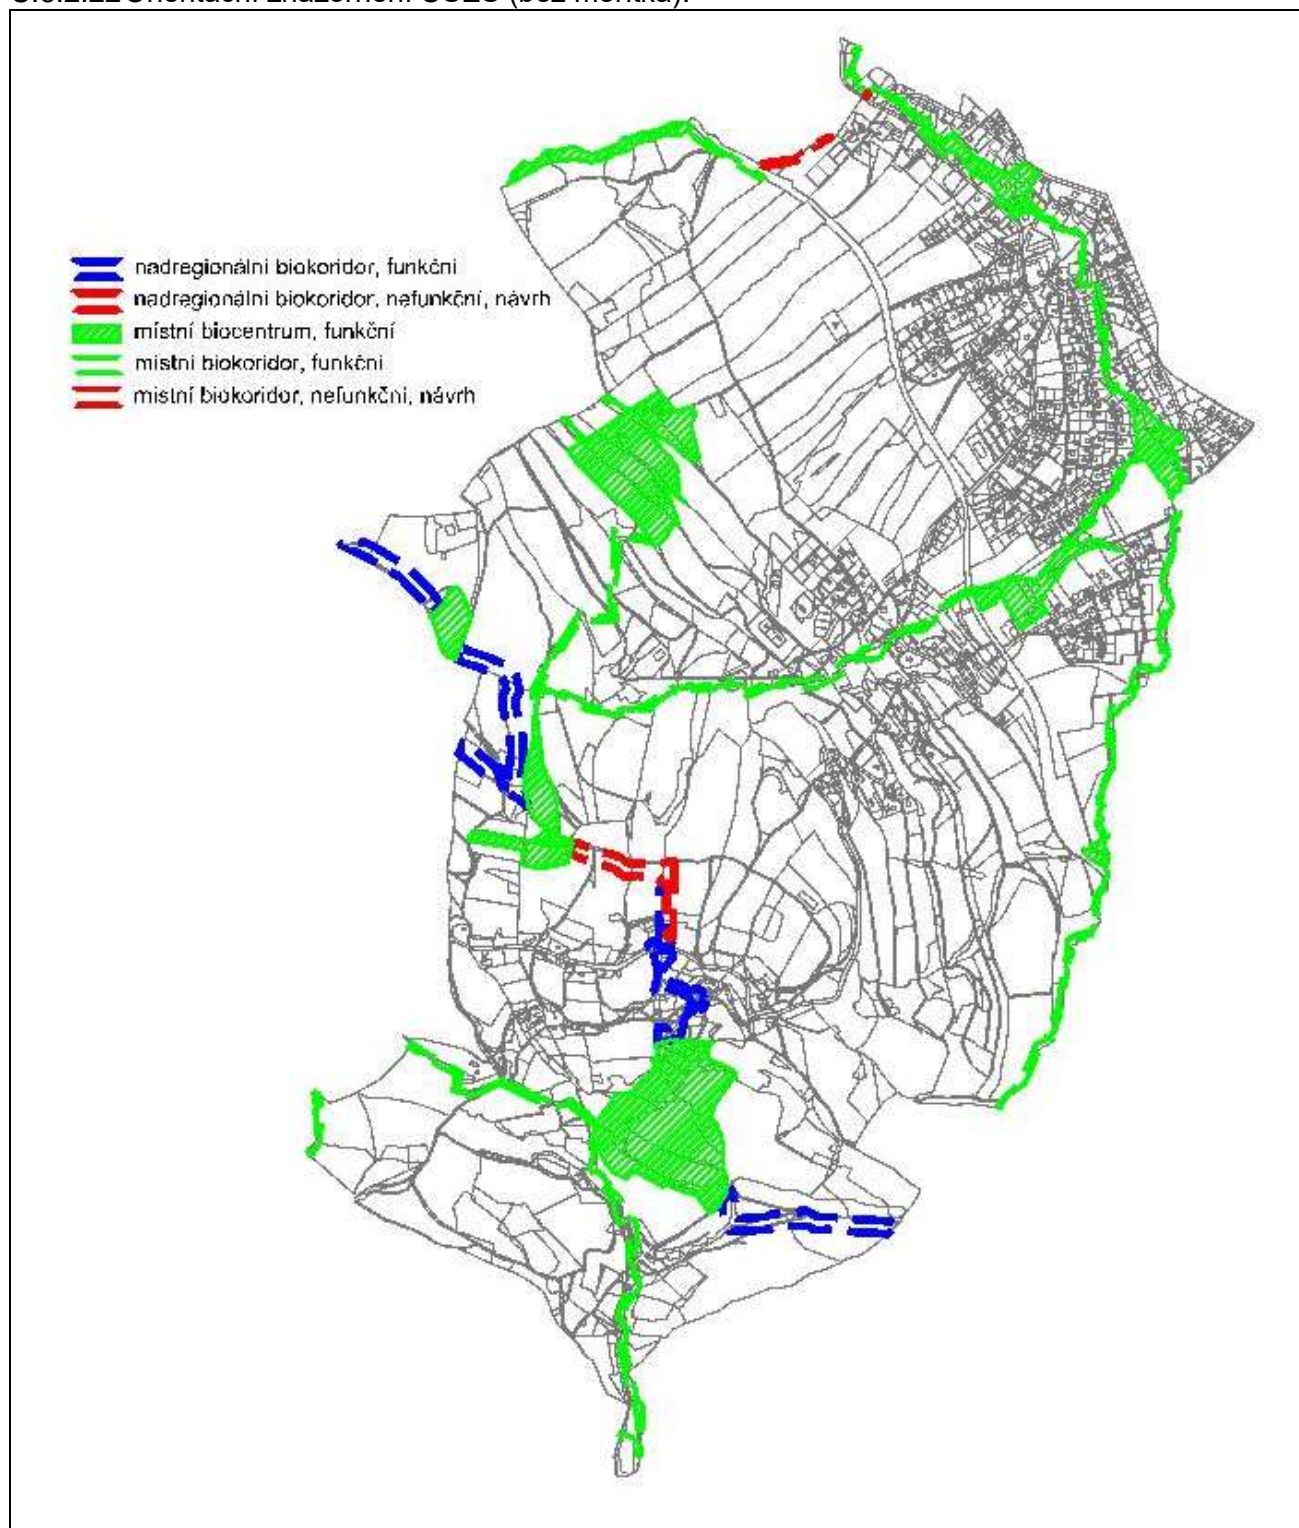 nadregionální biokoridor, funkční
nadregionální biokoridor, nefunkční, návrh
místní biocentrum, funkční
místní biokoridor, funkční
místní biokoridor, nefunkční, návrh